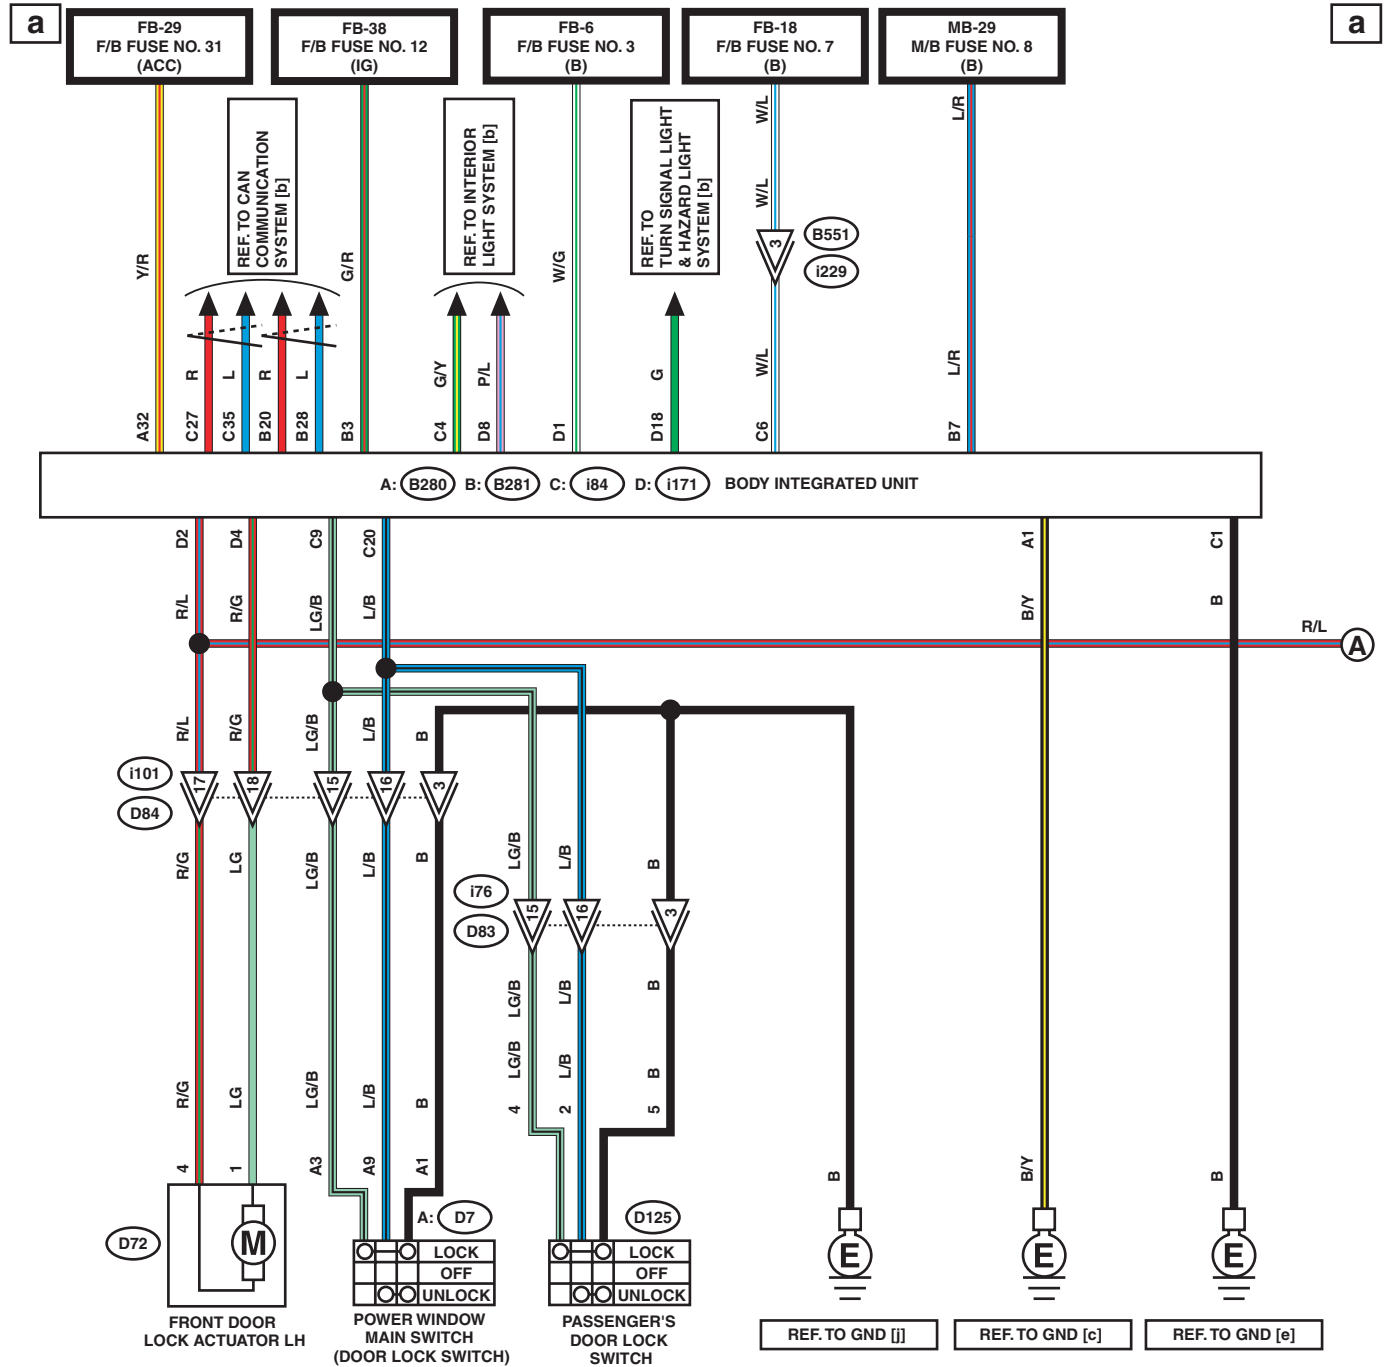 a
FB-29
F/B FUSE NO. 31
(ACC)
FB-38
F/B FUSE NO. 12
(IG)
FB-6
F/B FUSE NO. 3
(B)
FB-18
F/B FUSE NO. 7
(B)
MB-29
M/B FUSE NO. 8
(B)
a
REF. TO CAN
COMMUNICATION
SYSTEM [b]
REF. TO INTERIOR
LIGHT SYSTEM [b]
REF. TO
TURN SIGNAL LIGHT
& HAZARD LIGHT
SYSTEM [b]
W/L
L/R
W/L
3
B551
i229
Y/R
G/R
W/G
R
L
R
L
G/Y
P/L
G
W/L
L/R
A32
C27
C35
B20
B28
B3
C4
D8
D1
D18
C6
B7
A: B280 B: B281 C: i84 D: i171 BODY INTEGRATED UNIT
D2
D4
C9
C20
A1
C1
R/L
R/G
LG/B
L/B
B/Y
B
R/L
A
R/L
R/G
LG/B
L/B
B
i101
D84
17
18
15
16
3
R/G
LG
LG/B
L/B
B
LG/B
L/B
B
i76
D83
15
16
3
LG/B
L/B
B
LG/B
L/B
B
R/G
LG
LG/B
L/B
B
4
2
5
4
1
A3
A9
A1
B
B/Y
B
D72
M
A: D7
LOCK
OFF
UNLOCK
D125
LOCK
OFF
UNLOCK
E
E
E
FRONT DOOR
LOCK ACTUATOR LH
POWER WINDOW
MAIN SWITCH
(DOOR LOCK SWITCH)
PASSENGER'S
DOOR LOCK
SWITCH
REF. TO GND [j]
REF. TO GND [c]
REF. TO GND [e]